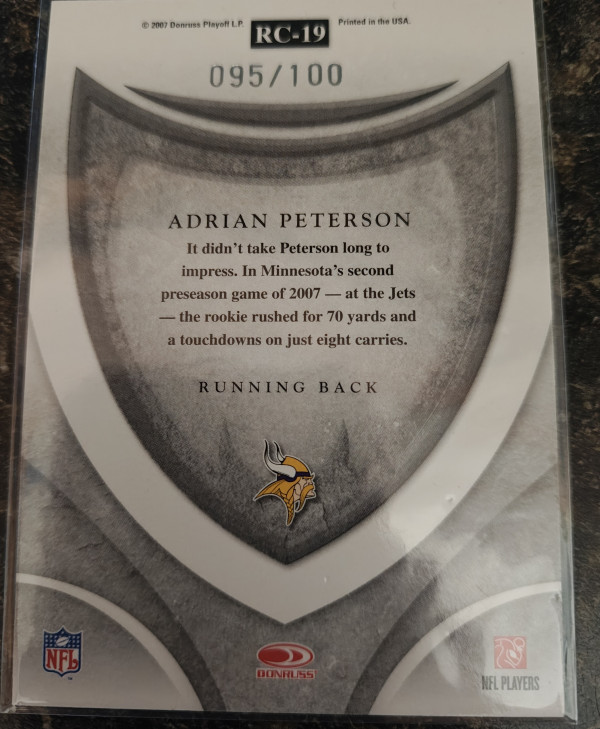 © 2007 Donruss Playoff L.P. RC-19 Printed in the USA.
095/100
ADRIAN PETERSON
It didn't take Peterson long to
impress. In Minnesota's second
preseason game of 2007 — at the Jets
— the rookie rushed for 70 yards and
a touchdowns on just eight carries.
RUNNING BACK
NFL
DONRUSS
NFL PLAYERS